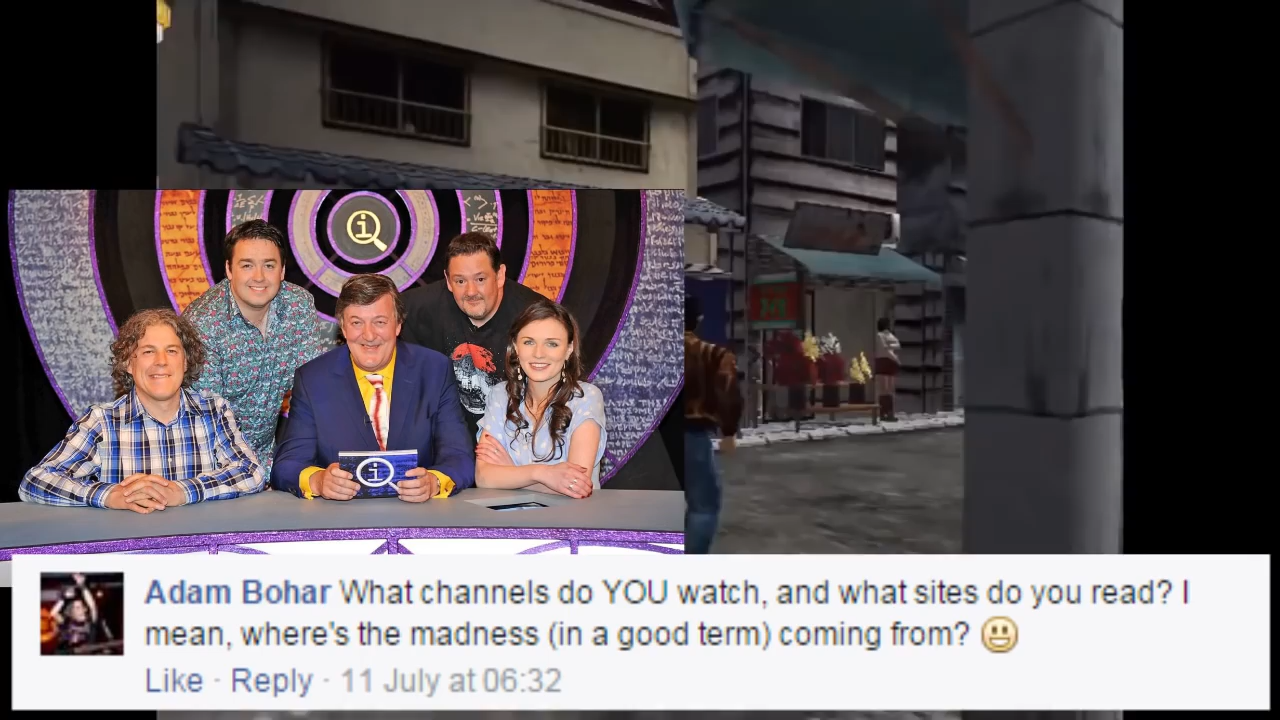 Adam Bohar What channels do YOU watch, and what sites do you read? I
mean, where's the madness (in a good term) coming from? 😃
Like · Reply · 11 July at 06:32